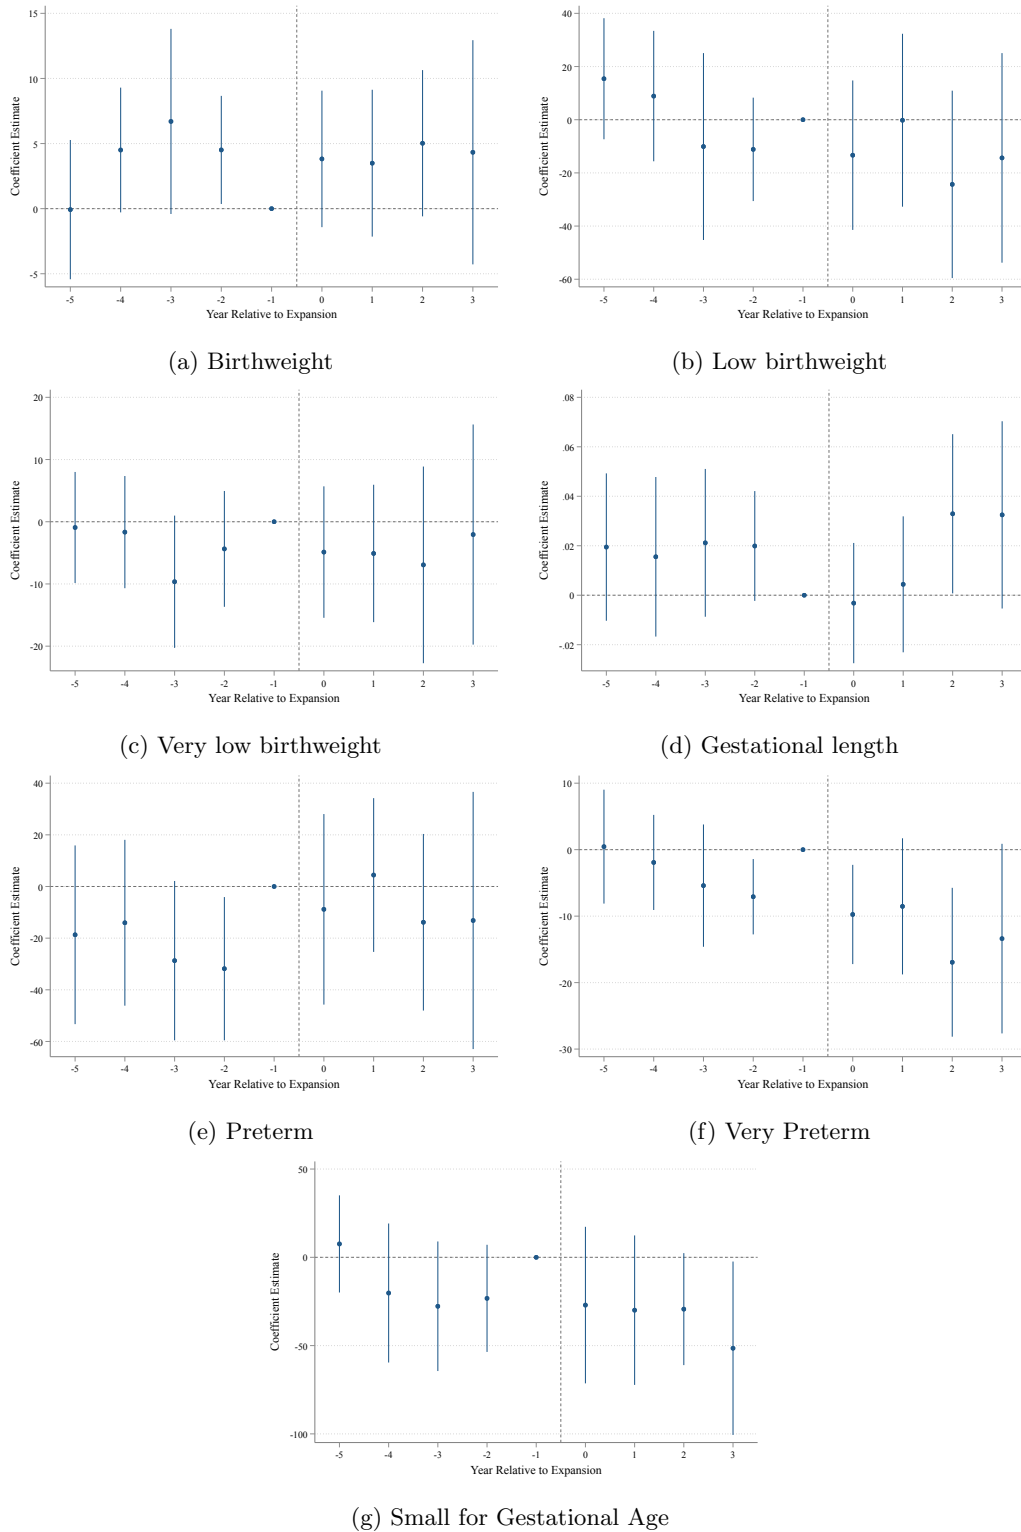 15
10
5
0
-5
Coefficient Estimate
-5 -4 -3 -2 -1 0 1 2 3
Year Relative to Expansion
(a) Birthweight
40
20
0
-20
-40
-60
Coefficient Estimate
-5 -4 -3 -2 -1 0 1 2 3
Year Relative to Expansion
(b) Low birthweight
20
10
0
-10
-20
Coefficient Estimate
-5 -4 -3 -2 -1 0 1 2 3
Year Relative to Expansion
(c) Very low birthweight
.08
.06
.04
.02
0
-.02
Coefficient Estimate
-5 -4 -3 -2 -1 0 1 2 3
Year Relative to Expansion
(d) Gestational length
40
20
0
-20
-40
-60
Coefficient Estimate
-5 -4 -3 -2 -1 0 1 2 3
Year Relative to Expansion
(e) Preterm
10
0
-10
-20
-30
Coefficient Estimate
-5 -4 -3 -2 -1 0 1 2 3
Year Relative to Expansion
(f) Very Preterm
50
0
-50
-100
Coefficient Estimate
-5 -4 -3 -2 -1 0 1 2 3
Year Relative to Expansion
(g) Small for Gestational Age